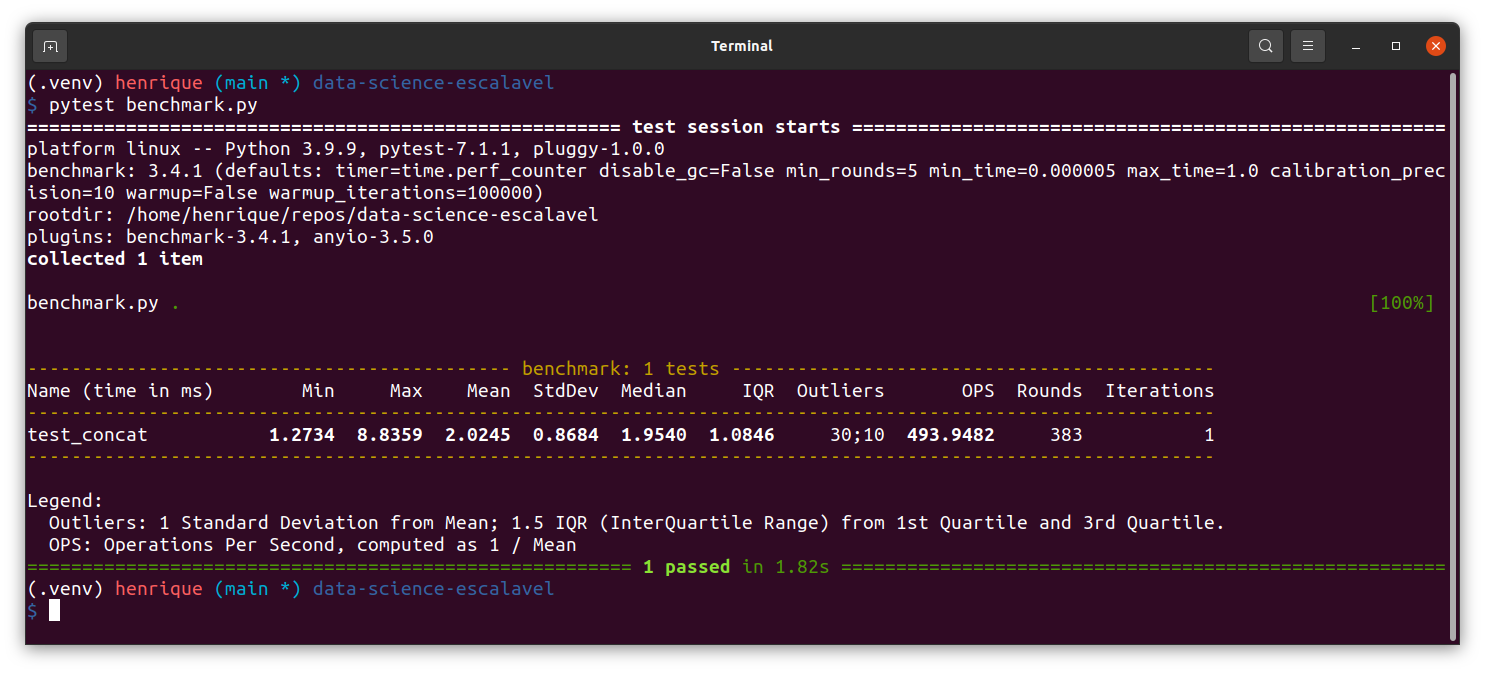 Terminal
(.venv) henrique (main *) data-science-escalavel
$ pytest benchmark.py
====================================================== test session starts ======================================================
platform linux -- Python 3.9.9, pytest-7.1.1, pluggy-1.0.0
benchmark: 3.4.1 (defaults: timer=time.perf_counter disable_gc=False min_rounds=5 min_time=0.000005 max_time=1.0 calibration_prec
ision=10 warmup=False warmup_iterations=100000)
rootdir: /home/henrique/repos/data-science-escalavel
plugins: benchmark-3.4.1, anyio-3.5.0
collected 1 item
benchmark.py . [100%]
-------------------------------------------- benchmark: 1 tests --------------------------------------------
Name (time in ms) Min Max Mean StdDev Median IQR Outliers OPS Rounds Iterations
------------------------------------------------------------------------------------------------------------
test_concat 1.2734 8.8359 2.0245 0.8684 1.9540 1.0846 30;10 493.9482 383 1
------------------------------------------------------------------------------------------------------------
Legend:
Outliers: 1 Standard Deviation from Mean; 1.5 IQR (InterQuartile Range) from 1st Quartile and 3rd Quartile.
OPS: Operations Per Second, computed as 1 / Mean
======================================================= 1 passed in 1.82s =======================================================
(.venv) henrique (main *) data-science-escalavel
$